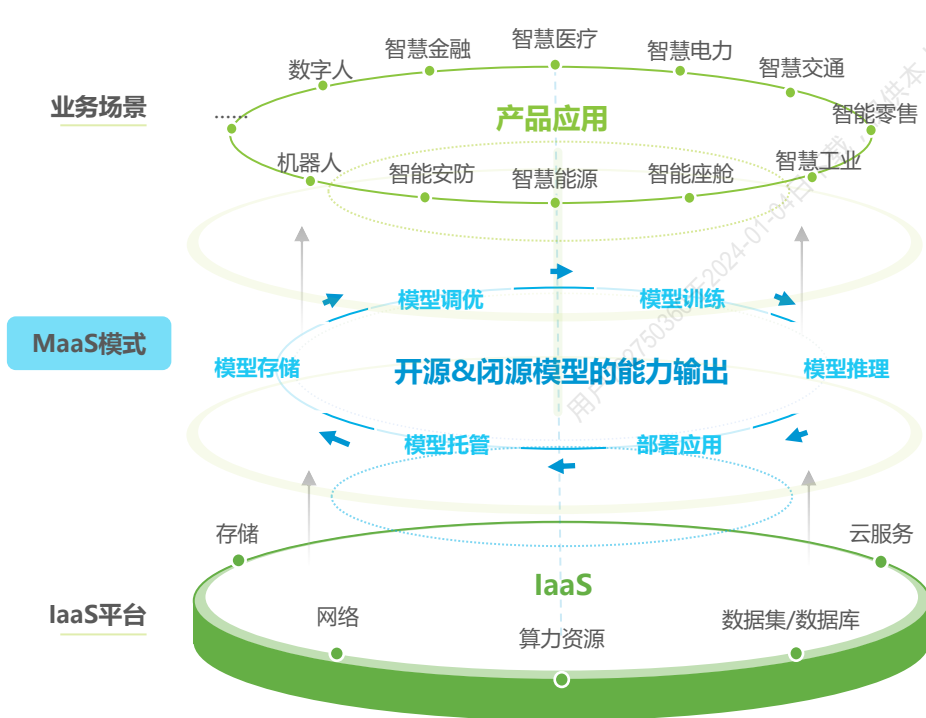 智慧医疗
智慧金融
智慧电力
数字人
智慧交通
业务场景
……
产品应用
智能零售
机器人
智能安防
智慧能源
智能座舱
智慧工业
模型调优
模型训练
MaaS模式
模型存储
开源&闭源模型的能力输出
模型推理
模型托管
部署应用
存储
云服务
IaaS
IaaS平台
网络
算力资源
数据集/数据库